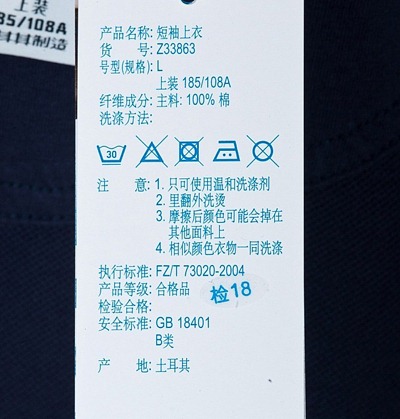 上装
185/108A
耳其制造
产品名称: 短袖上衣
货 号: Z33863
号型(规格): L
上装 185/108A
纤维成分: 主料: 100% 棉
洗涤方法:
30
注 意: 1. 只可使用温和洗涤剂
2. 里翻外洗烫
3. 摩擦后颜色可能会掉在
其他面料上
4. 相似颜色衣物一同洗涤
执行标准: FZ/T 73020-2004
产品等级: 合格品
检验合格:
检18
安全标准: GB 18401
B类
产 地: 土耳其